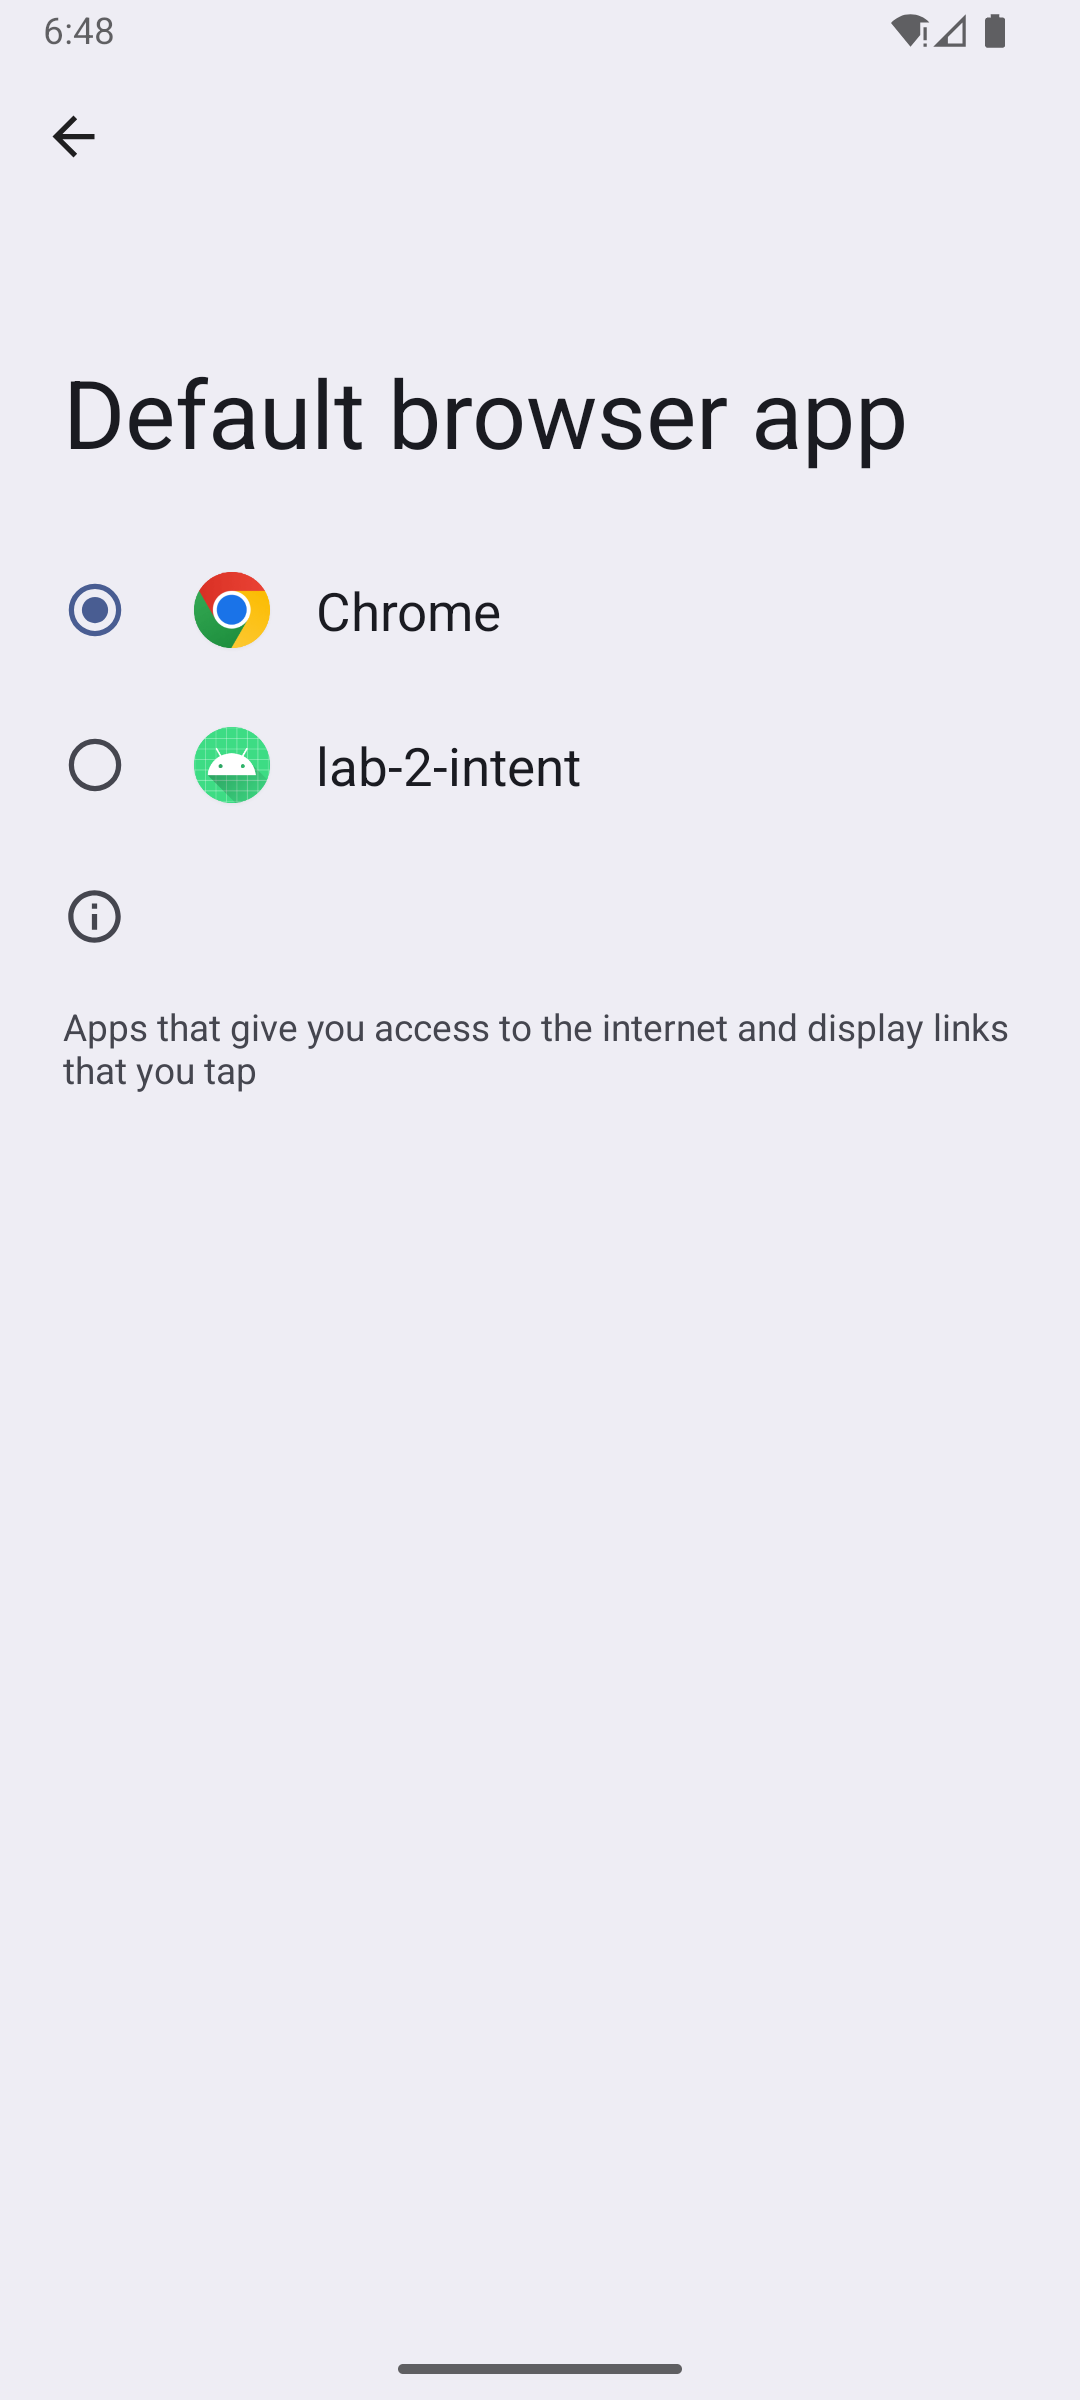 6:48
Default browser app
Chrome
lab-2-intent
Apps that give you access to the internet and display links
that you tap